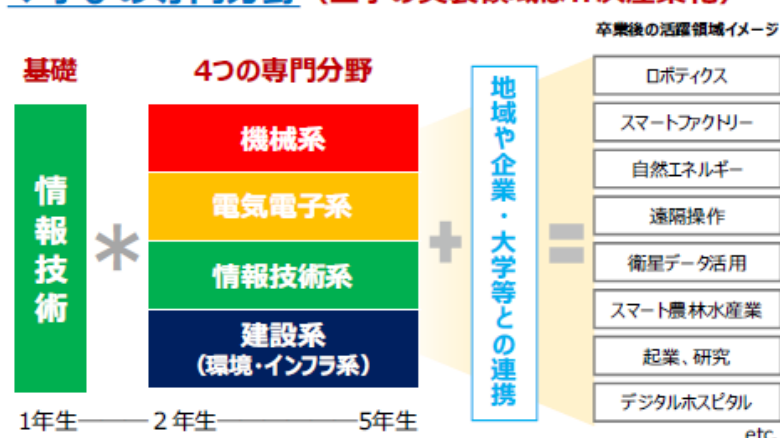 卒業後の活躍領域イメージ
基礎
4つの専門分野
情報技術
*
機械系
電気電子系
情報技術系
建設系
(環境・インフラ系)
+
地域や企業・大学等との連携
=
ロボティクス
スマートファクトリー
自然エネルギー
遠隔操作
衛星データ活用
スマート農林水産業
起業、研究
デジタルホスピタル
etc
1年生
2年生
5年生